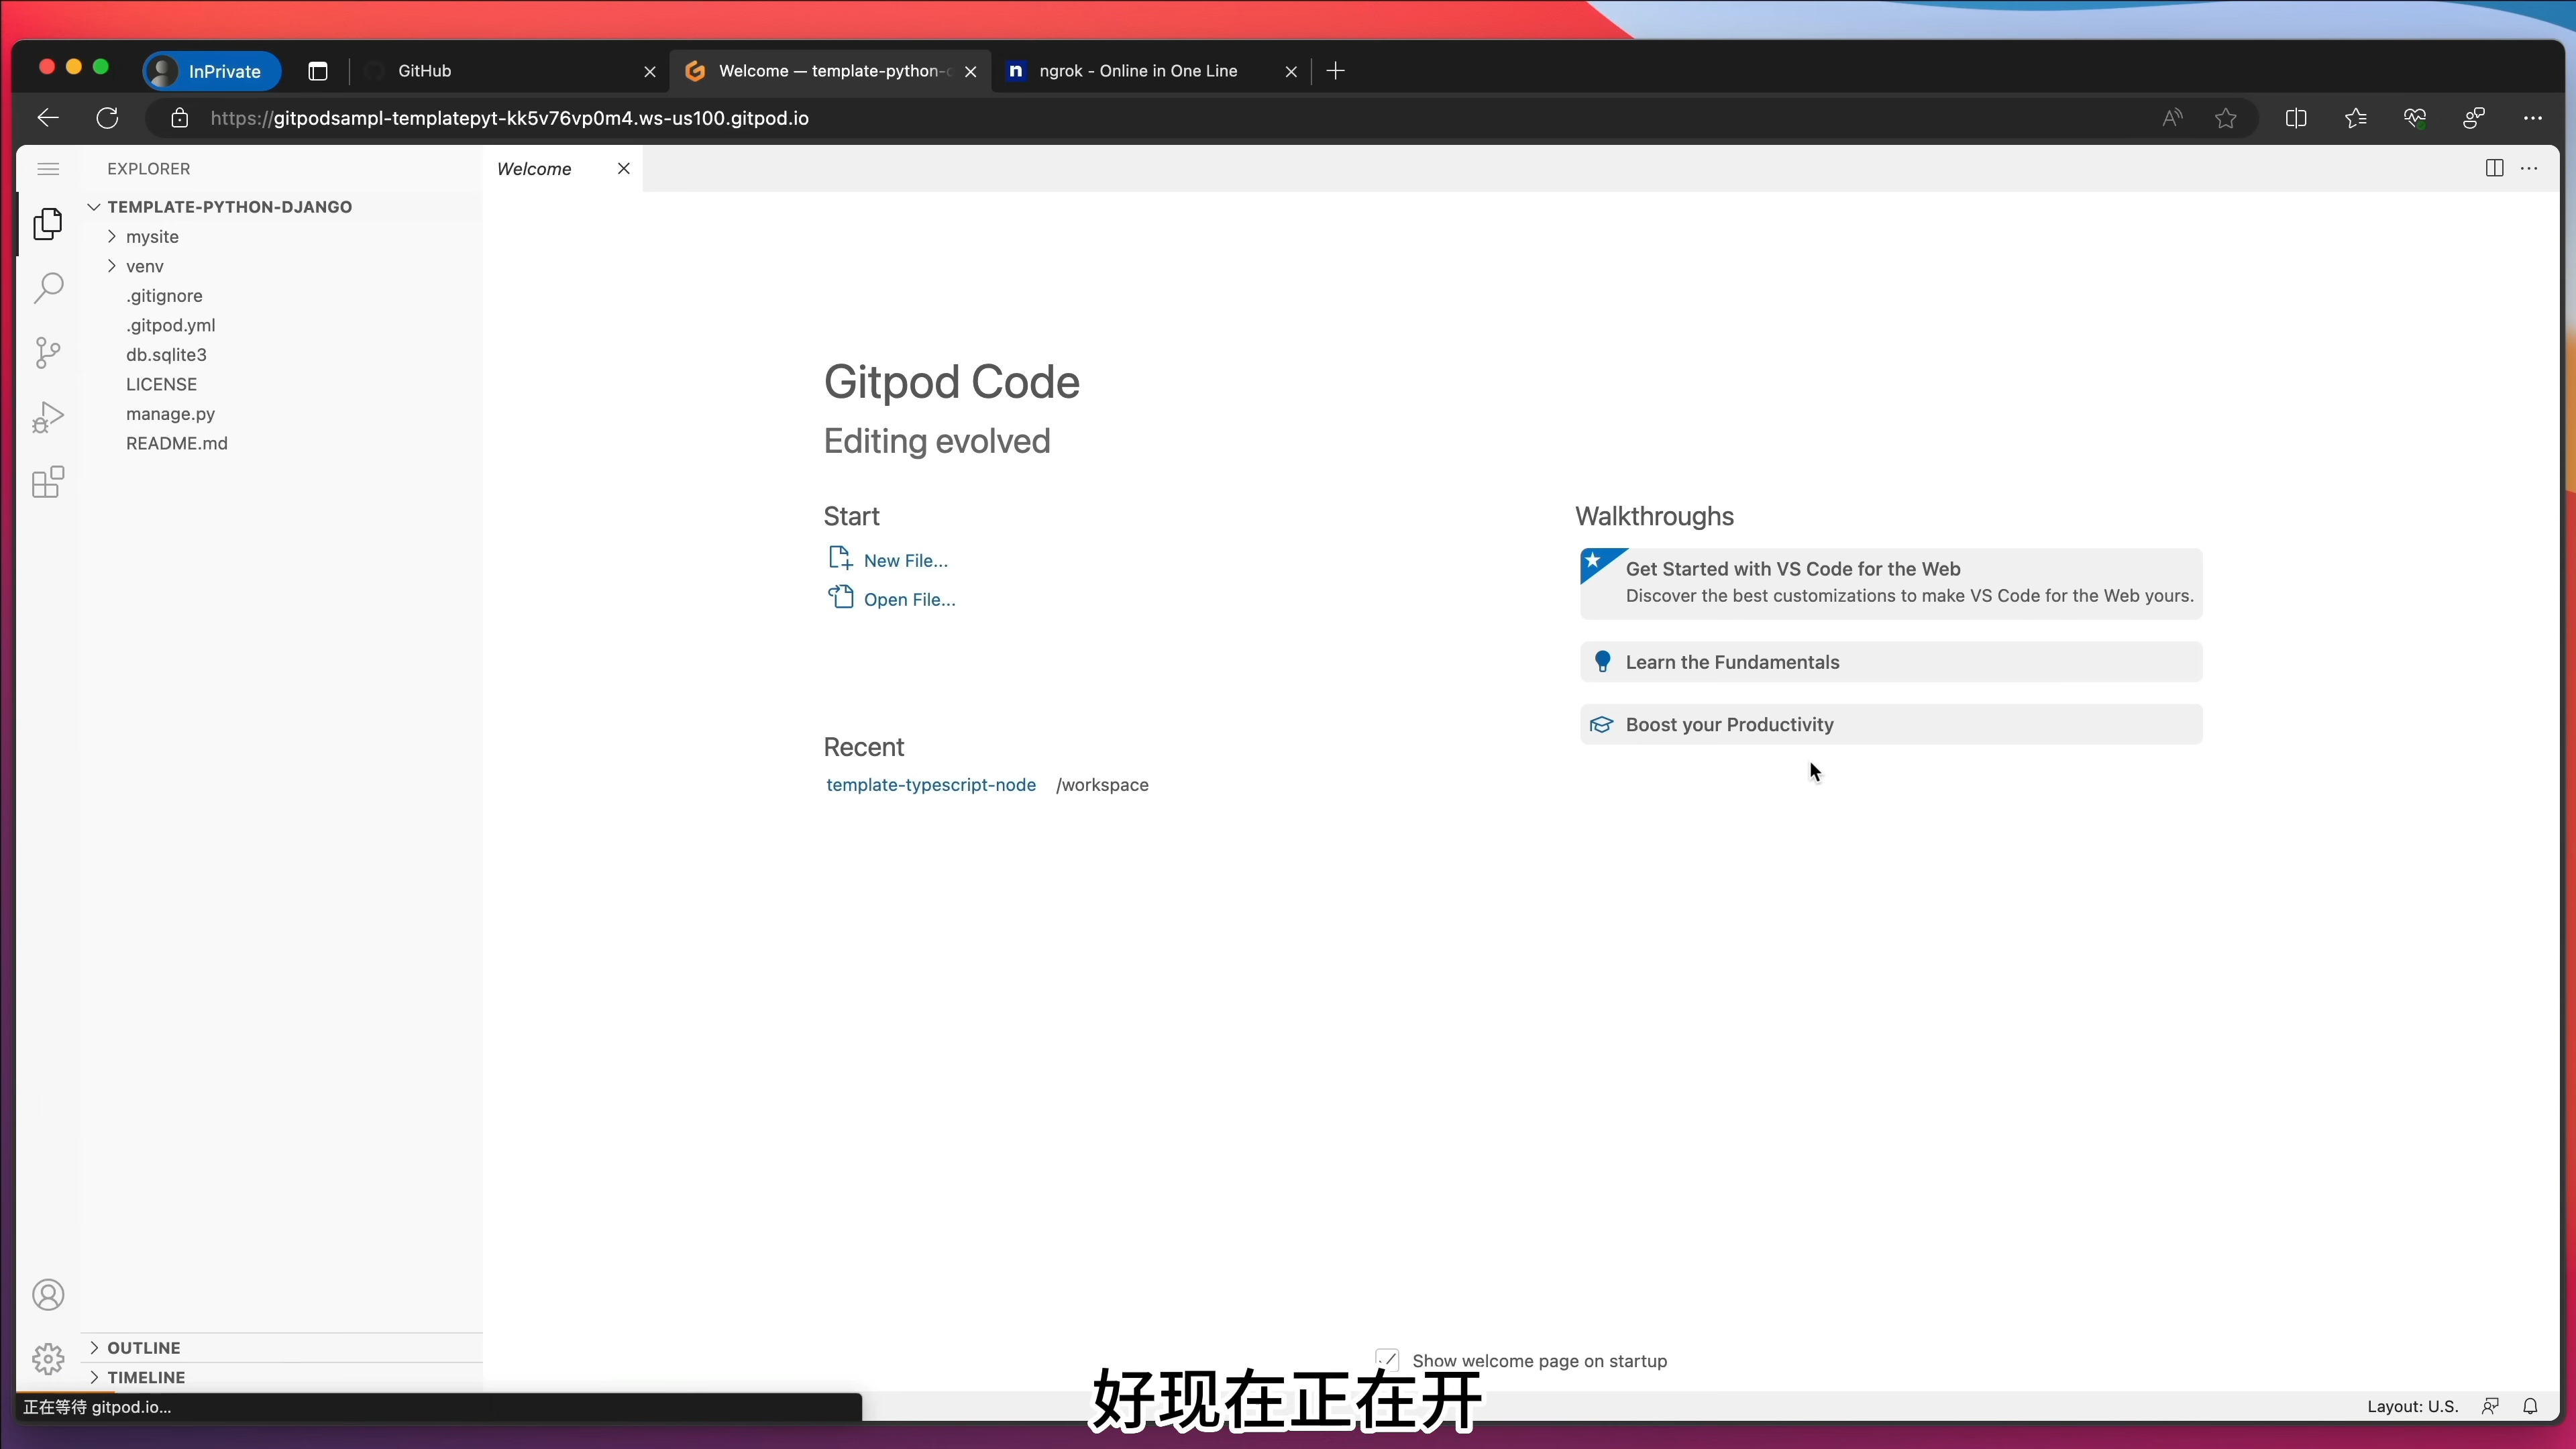 InPrivate
GitHub
Welcome — template-python-
ngrok - Online in One Line
https://gitpodsampl-templatepyt-kk5v76vp0m4.ws-us100.gitpod.io
EXPLORER
Welcome
TEMPLATE-PYTHON-DJANGO
mysite
venv
.gitignore
.gitpod.yml
db.sqlite3
LICENSE
manage.py
README.md
Gitpod Code
Editing evolved
Start
New File...
Open File...
Recent
template-typescript-node /workspace
Walkthroughs
Get Started with VS Code for the Web
Discover the best customizations to make VS Code for the Web yours.
Learn the Fundamentals
Boost your Productivity
OUTLINE
TIMELINE
Show welcome page on startup
好现在正在开
正在等待 gitpod.io...
Layout: U.S.